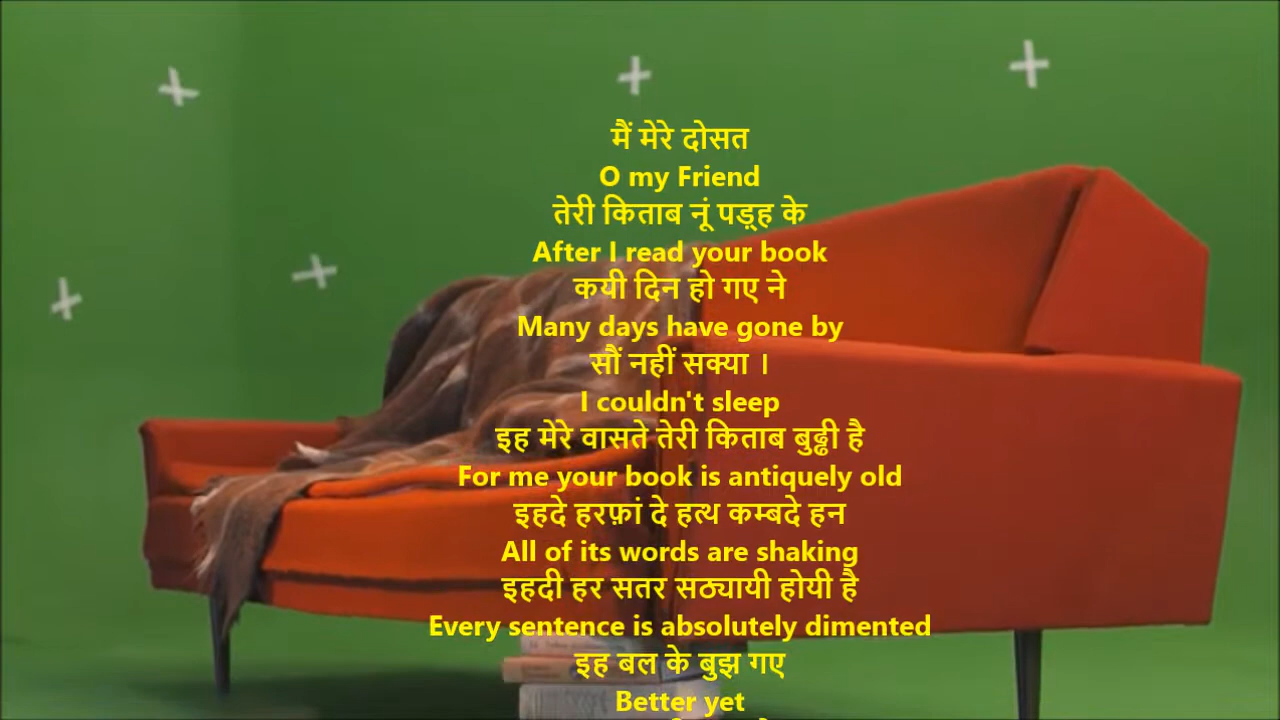 मैं मेरे दोसत
O my Friend
तेरी किताब नूं पड़्ह के
After I read your book
कयी दिन हो गए ने
Many days have gone by
सौं नहीं सक्या ।
I couldn't sleep
इह मेरे वासते तेरी किताब बुढ्ढी है
For me your book is antiquely old
इहदे हरफ़ां दे हत्थ कम्बदे हन
All of its words are shaking
इहदी हर सतर सठ्यायी होयी है
Every sentence is absolutely dimented
इह बल के बुझ गए
Better yet